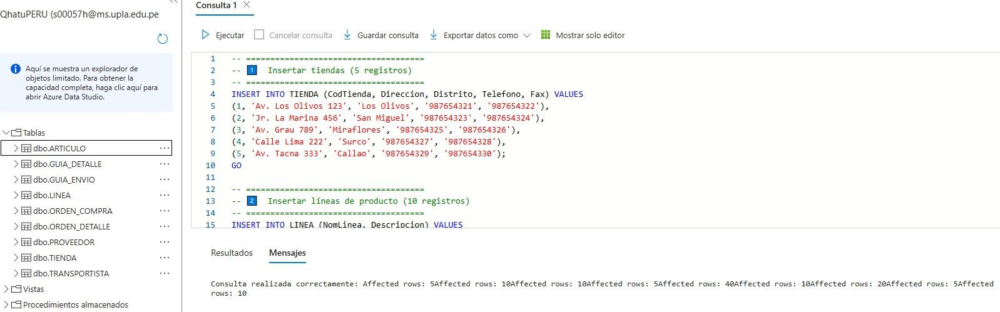 QhatuPERU (s00057h@ms.upla.edu.pe
Aquí se muestra un explorador de
objetos limitado. Para obtener la
capacidad completa, haga clic aquí para
abrir Azure Data Studio.
Tablas
dbo.ARTICULO ...
dbo.GUIA_DETALLE ...
dbo.GUIA_ENVIO ...
dbo.LINEA ...
dbo.ORDEN_COMPRA ...
dbo.ORDEN_DETALLE ...
dbo.PROVEEDOR ...
dbo.TIENDA ...
dbo.TRANSPORTISTA ...
Vistas
Procedimientos almacenados
Consulta 1
Ejecutar Cancelar consulta Guardar consulta Exportar datos como Mostrar solo editor
1 -- =====================================
2 -- 1 Insertar tiendas (5 registros)
3 -- =====================================
4 INSERT INTO TIENDA (CodTienda, Direccion, Distrito, Telefono, Fax) VALUES
5 (1, 'Av. Los Olivos 123', 'Los Olivos', '987654321', '987654322'),
6 (2, 'Jr. La Marina 456', 'San Miguel', '987654323', '987654324'),
7 (3, 'Av. Grau 789', 'Miraflores', '987654325', '987654326'),
8 (4, 'Calle Lima 222', 'Surco', '987654327', '987654328'),
9 (5, 'Av. Tacna 333', 'Callao', '987654329', '987654330');
10 GO
11
12 -- =====================================
13 -- 2 Insertar líneas de producto (10 registros)
14 -- =====================================
15 INSERT INTO LINEA (NomLinea, Descripcion) VALUES
Resultados Mensajes
Consulta realizada correctamente: Affected rows: 5Affected rows: 10Affected rows: 10Affected rows: 5Affected rows: 40Affected rows: 10Affected rows: 20Affected rows: 5Affected
rows: 10